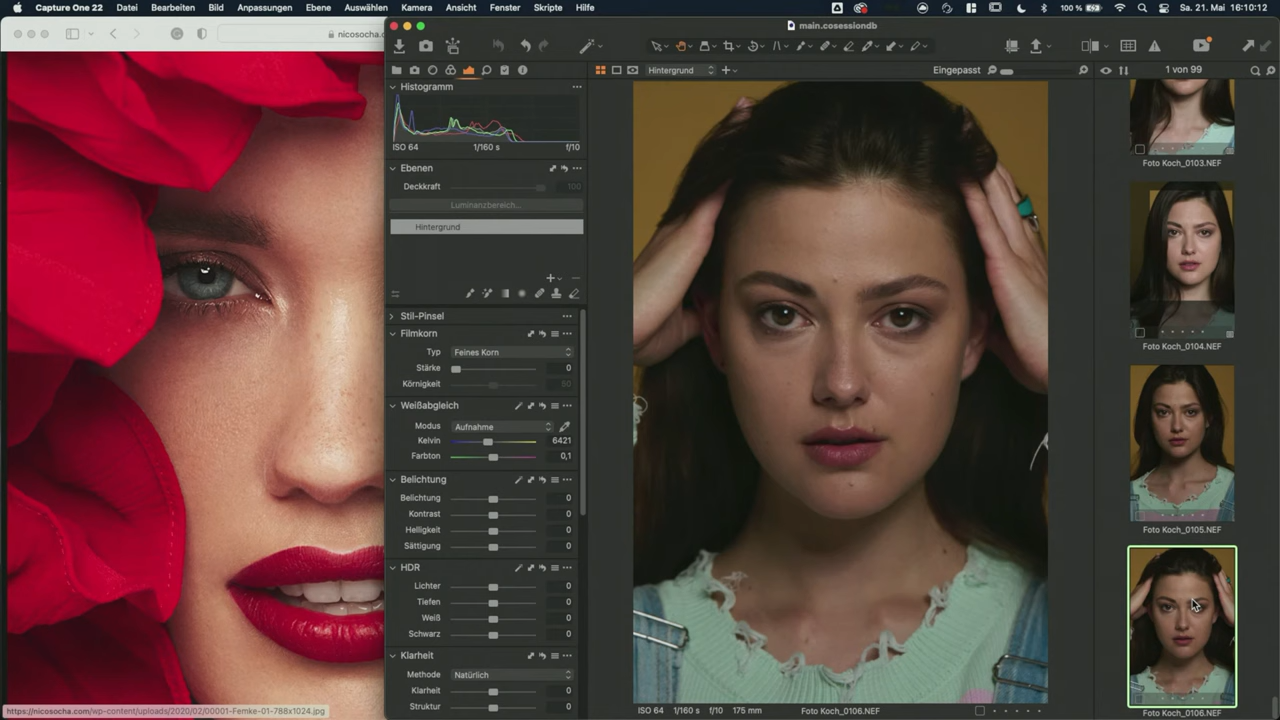 Capture One 22 Datei Bearbeiten Bild Anpassungen Ebene Auswählen Kamera Ansicht Fenster Skripte Hilfe 100 % Sa. 21. Mai 16:10:12
nicosocha.
main.cosessiondb
Hintergrund
Eingepasst
1 von 99
Histogramm
ISO 64 1/160 s f/10
Ebenen
Deckkraft 100
Luminanzbereich...
Hintergrund
Stil-Pinsel
Filmkorn
Typ Feines Korn
Stärke 0
Körnigkeit 50
Weißabgleich
Modus Aufnahme
Kelvin 6421
Farbton 0,1
Belichtung
Belichtung 0
Kontrast 0
Helligkeit 0
Sättigung 0
HDR
Lichter 0
Tiefen 0
Weiß 0
Schwarz 0
Klarheit
Methode Natürlich
Klarheit 0
Struktur 0
ISO 64 1/160 s f/10 175 mm Foto Koch_0106.NEF
Foto Koch_0103.NEF
Foto Koch_0104.NEF
Foto Koch_0105.NEF
Foto Koch_0106.NEF
https://nicosocha.com/wp-content/uploads/2020/02/00001-Femke-01-788x1024.jpg